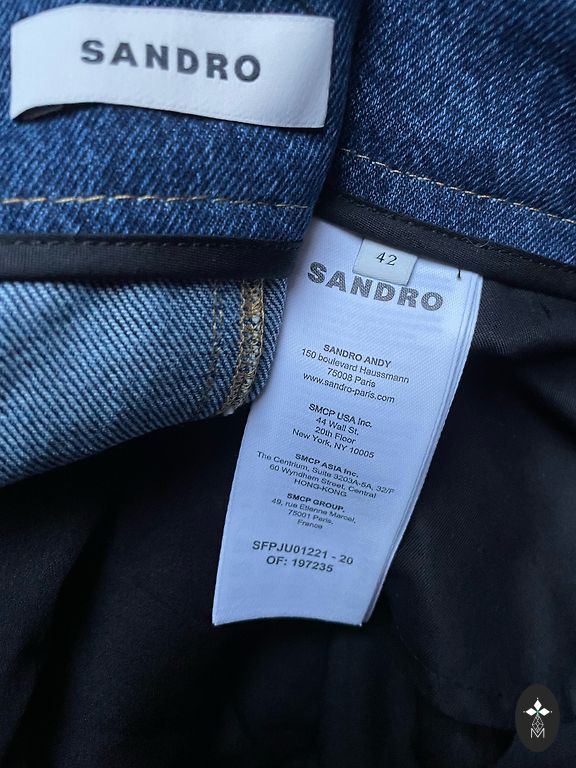 SANDRO
42
SANDRO
SANDRO ANDY
150 boulevard Haussmann
75008 Paris
www.sandro-paris.com
SMCP USA Inc.
44 Wall St.
20th Floor
New York, NY 10005
SMCP ASIA Inc.
The Centrium, Suite 3203A-5A, 32/F
60 Wyndham Street, Central
HONG-KONG
SMCP GROUP.
49, rue Etienne Marcel,
75001 Paris,
France
SFPJU01221 - 20
OF: 197235